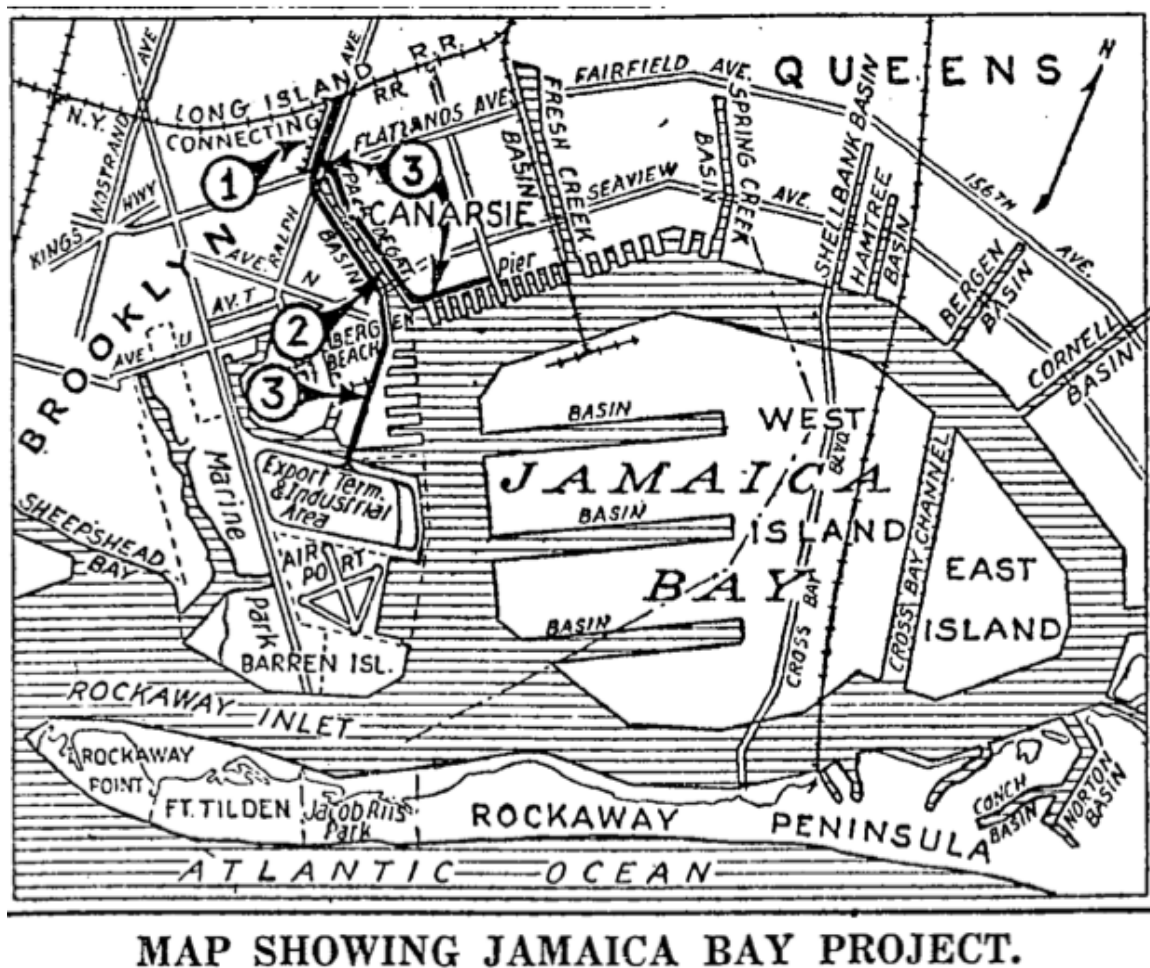 QUEENS
N
LONG ISLAND R.R.
N.Y. CONNECTING RR.
AVE
AVE
FAIRFIELD AVE.
FLATLANDS AVE.
NOSTRAND
KINGS HWY
1
3
PAERDEGAT
BASIN
CANARSIE
FRESH CREEK
BASIN
SPRING CREEK
BASIN
SEAVIEW AVE.
SHELLBANK BASIN
HAMTREE
BASIN
156TH AVE.
BERGEN
BASIN
CORNELL
BASIN
BROOKLYN
RALPH
AVE. N
AV. T
AVE U
Pier
2
BERGEN
BEACH
3
BASIN
WEST
JAMAICA
BASIN
ISLAND
BAY
BASIN
CROSS BAY BLVD
CROSS BAY CHANNEL
EAST
ISLAND
Export Term.
& Industrial
Area
Marine
Park
AIR PORT
SHEEPSHEAD
BAY
BARREN ISL.
ROCKAWAY INLET
ROCKAWAY
POINT
FT. TILDEN
Jacob Riis
Park
ROCKAWAY PENINSULA
CONCH
BASIN
NORTON
BASIN
ATLANTIC OCEAN
MAP SHOWING JAMAICA BAY PROJECT.